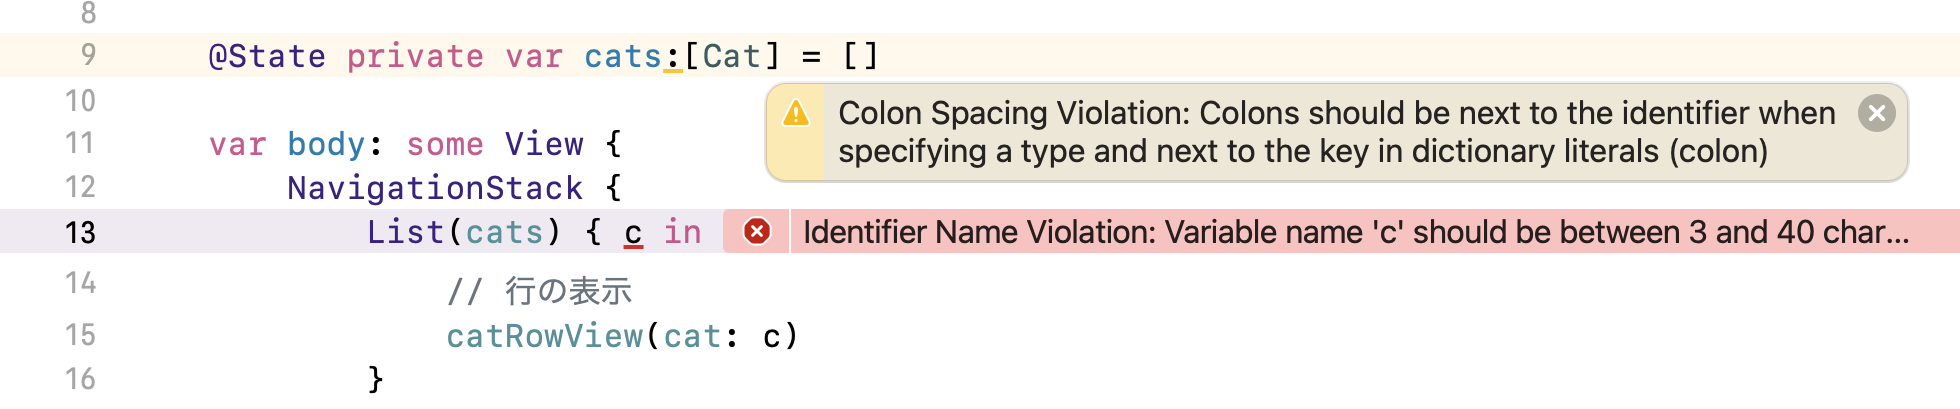 8
9 @State private var cats:[Cat] = []
10
Colon Spacing Violation: Colons should be next to the identifier when
specifying a type and next to the key in dictionary literals (colon)
11 var body: some View {
12 NavigationStack {
13 List(cats) { c in Identifier Name Violation: Variable name 'c' should be between 3 and 40 char...
14 // 行の表示
15 catRowView(cat: c)
16 }